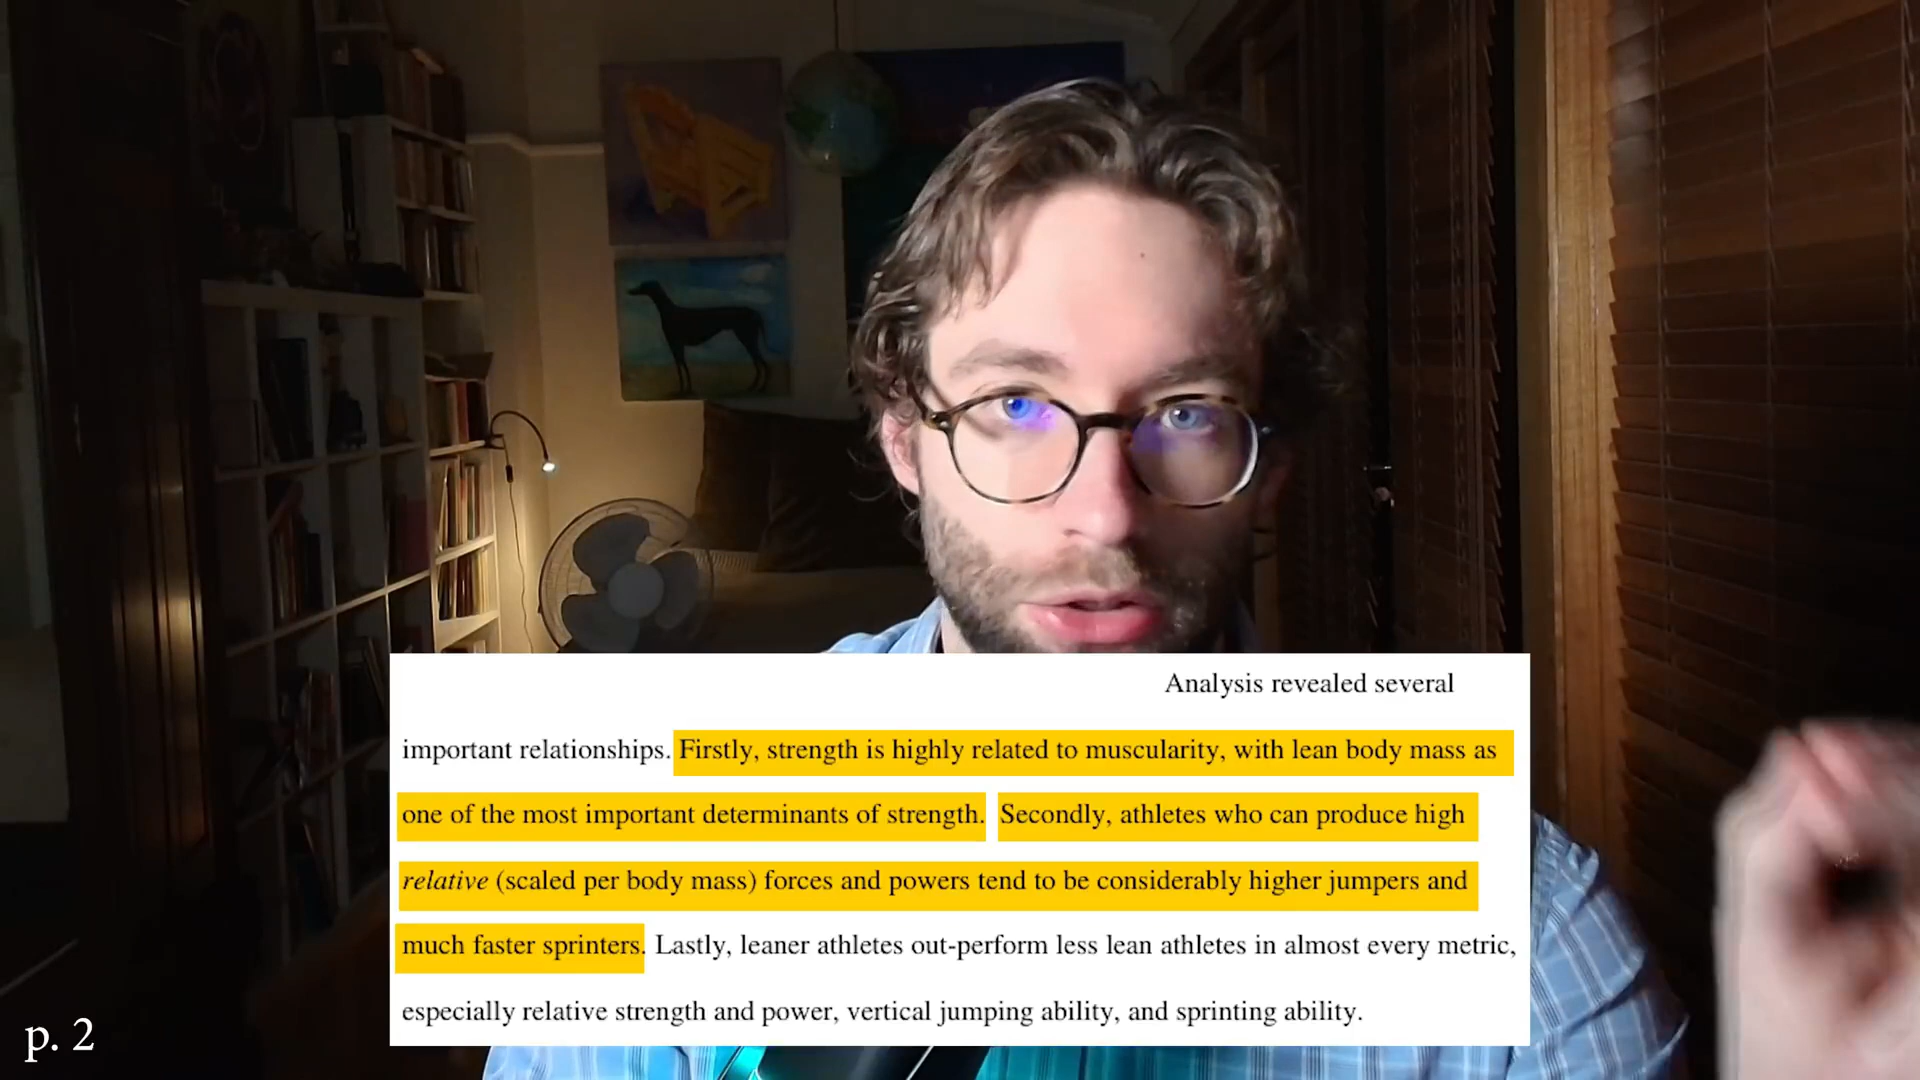 Analysis revealed several
important relationships. Firstly, strength is highly related to muscularity, with lean body mass as
one of the most important determinants of strength. Secondly, athletes who can produce high
relative (scaled per body mass) forces and powers tend to be considerably higher jumpers and
much faster sprinters. Lastly, leaner athletes out-perform less lean athletes in almost every metric,
especially relative strength and power, vertical jumping ability, and sprinting ability.
p. 2